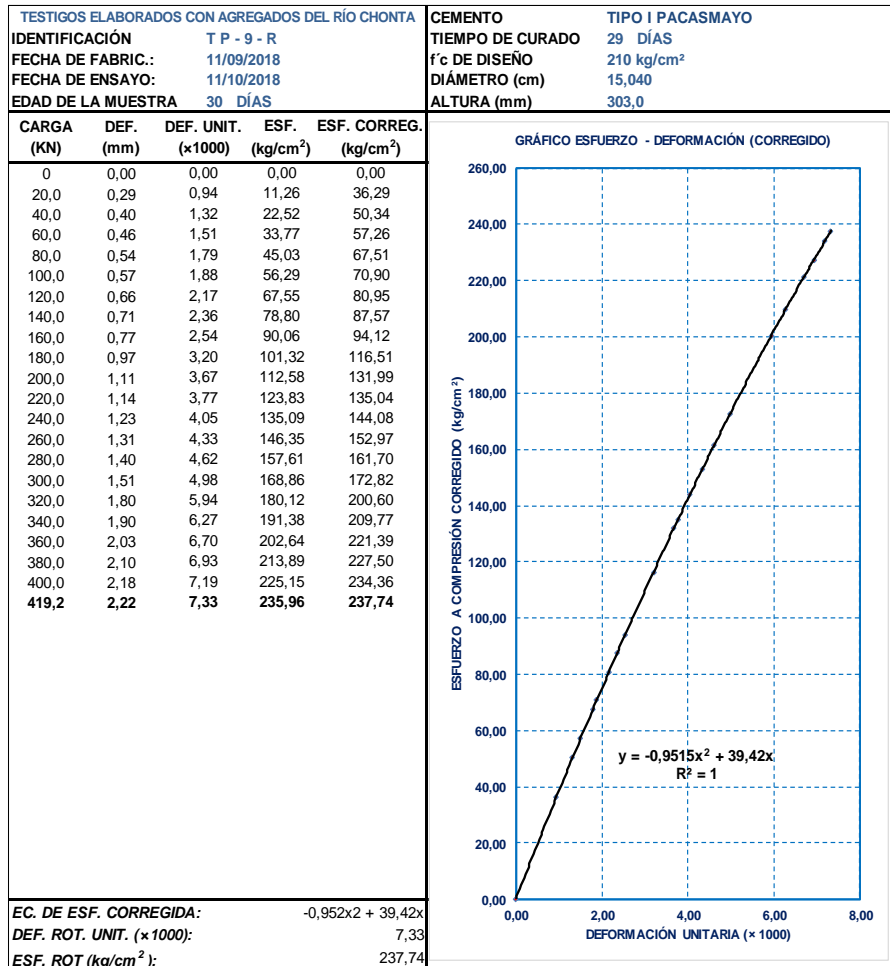 TESTIGOS ELABORADOS CON AGREGADOS DEL RÍO CHONTA
IDENTIFICACIÓN T P - 9 - R
FECHA DE FABRIC.: 11/09/2018
FECHA DE ENSAYO: 11/10/2018
EDAD DE LA MUESTRA 30 DÍAS
CEMENTO TIPO I PACASMAYO
TIEMPO DE CURADO 29 DÍAS
f´c DE DISEÑO 210 kg/cm²
DIÁMETRO (cm) 15,040
ALTURA (mm) 303,0
CARGA DEF. DEF. UNIT. ESF. ESF. CORREG.
(KN) (mm) (×1000) (kg/cm²) (kg/cm²)
0 0,00 0,00 0,00 0,00
20,0 0,29 0,94 11,26 36,29
40,0 0,40 1,32 22,52 50,34
60,0 0,46 1,51 33,77 57,26
80,0 0,54 1,79 45,03 67,51
100,0 0,57 1,88 56,29 70,90
120,0 0,66 2,17 67,55 80,95
140,0 0,71 2,36 78,80 87,57
160,0 0,77 2,54 90,06 94,12
180,0 0,97 3,20 101,32 116,51
200,0 1,11 3,67 112,58 131,99
220,0 1,14 3,77 123,83 135,04
240,0 1,23 4,05 135,09 144,08
260,0 1,31 4,33 146,35 152,97
280,0 1,40 4,62 157,61 161,70
300,0 1,51 4,98 168,86 172,82
320,0 1,80 5,94 180,12 200,60
340,0 1,90 6,27 191,38 209,77
360,0 2,03 6,70 202,64 221,39
380,0 2,10 6,93 213,89 227,50
400,0 2,18 7,19 225,15 234,36
419,2 2,22 7,33 235,96 237,74
EC. DE ESF. CORREGIDA: -0,952x2 + 39,42x
DEF. ROT. UNIT. (×1000): 7,33
ESF. ROT (kg/cm²): 237,74
GRÁFICO ESFUERZO - DEFORMACIÓN (CORREGIDO)
ESFUERZO A COMPRESIÓN CORREGIDO (kg/cm²)
260,00
240,00
220,00
200,00
180,00
160,00
140,00
120,00
100,00
80,00
60,00
40,00
20,00
0,00
y = -0,9515x² + 39,42x
R² = 1
0,00 2,00 4,00 6,00 8,00
DEFORMACIÓN UNITARIA (× 1000)